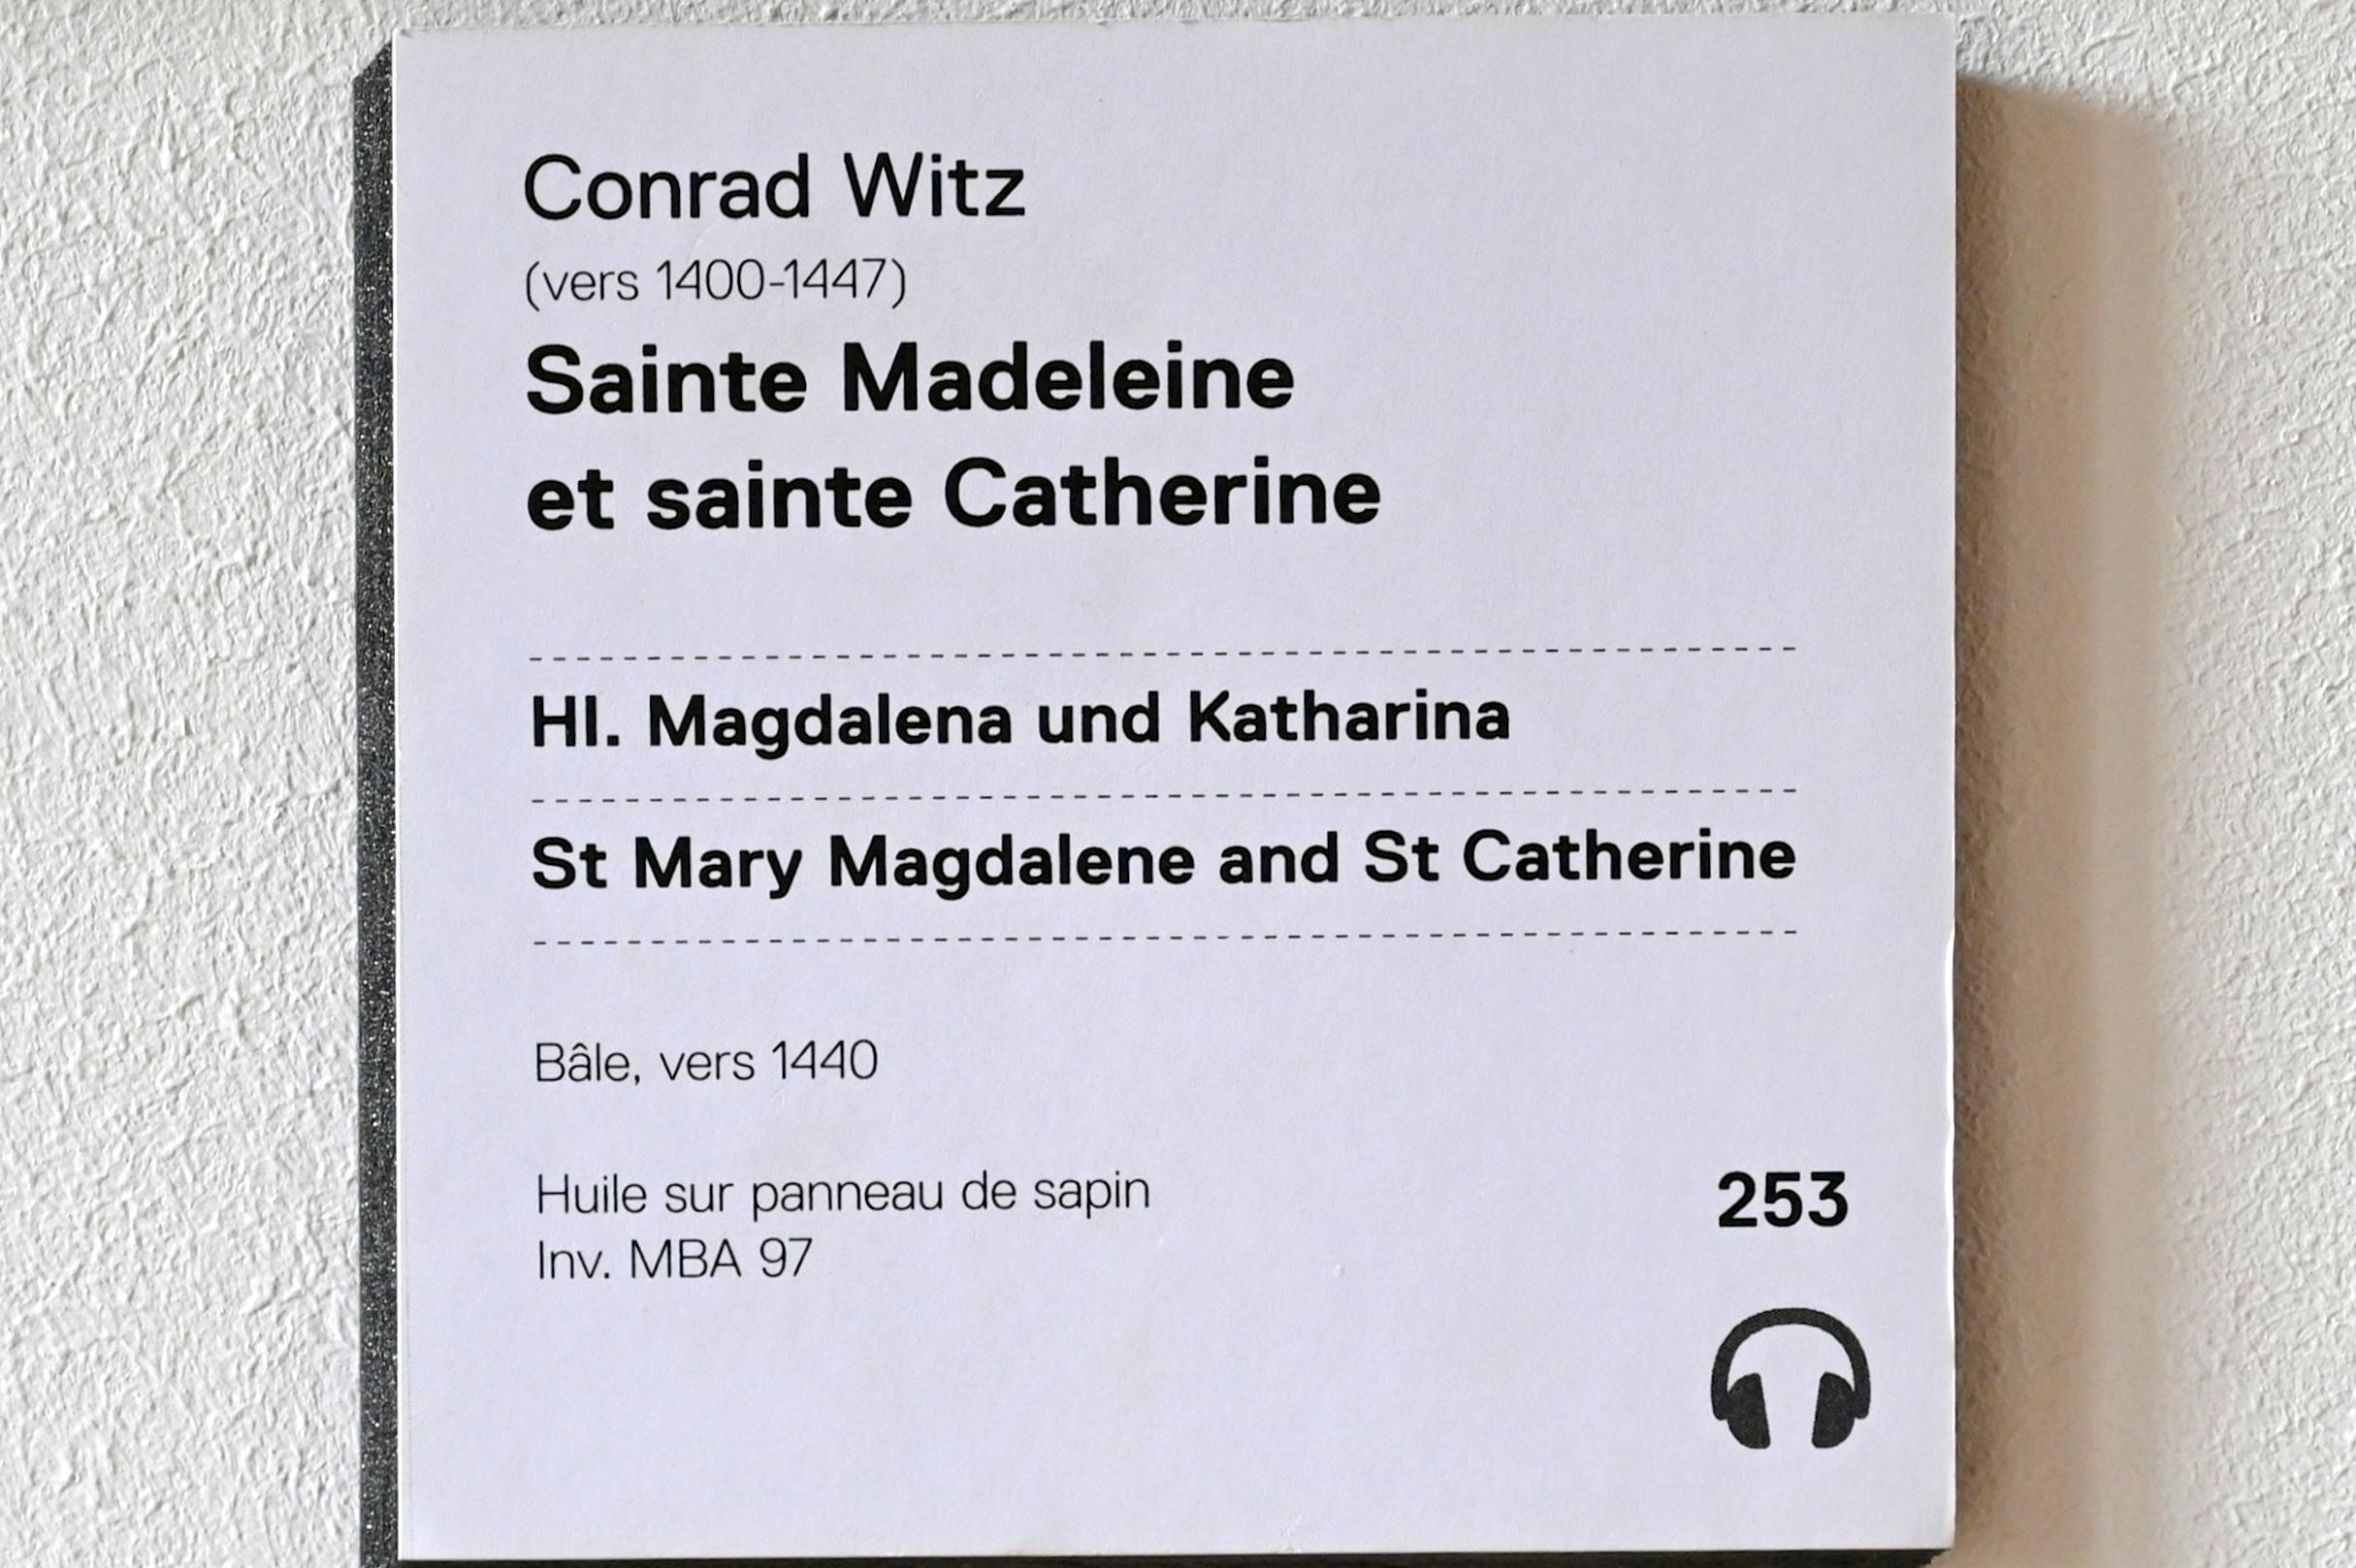 Conrad Witz
(vers 1400-1447)
Sainte Madeleine
et sainte Catherine
Hl. Magdalena und Katharina
St Mary Magdalene and St Catherine
Bâle, vers 1440
Huile sur panneau de sapin
Inv. MBA 97
253